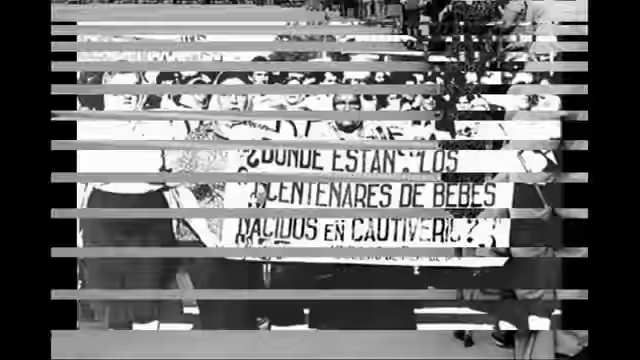 ¿DONDE ESTAN LOS
CENTENARES DE BEBES
NACIDOS EN CAUTIVERIO?